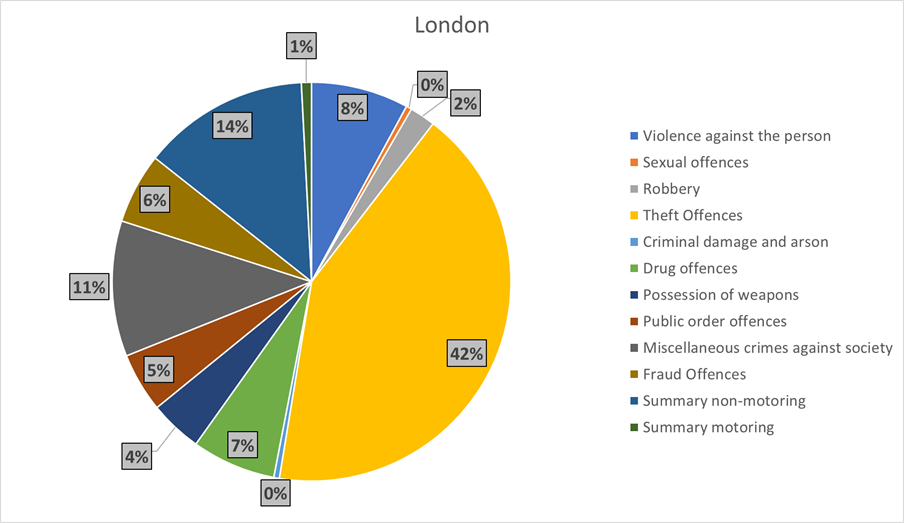 London
1%
0%
8%
2%
14%
6%
11%
42%
5%
7%
4%
0%
Violence against the person
Sexual offences
Robbery
Theft Offences
Criminal damage and arson
Drug offences
Possession of weapons
Public order offences
Miscellaneous crimes against society
Fraud Offences
Summary non-motoring
Summary motoring